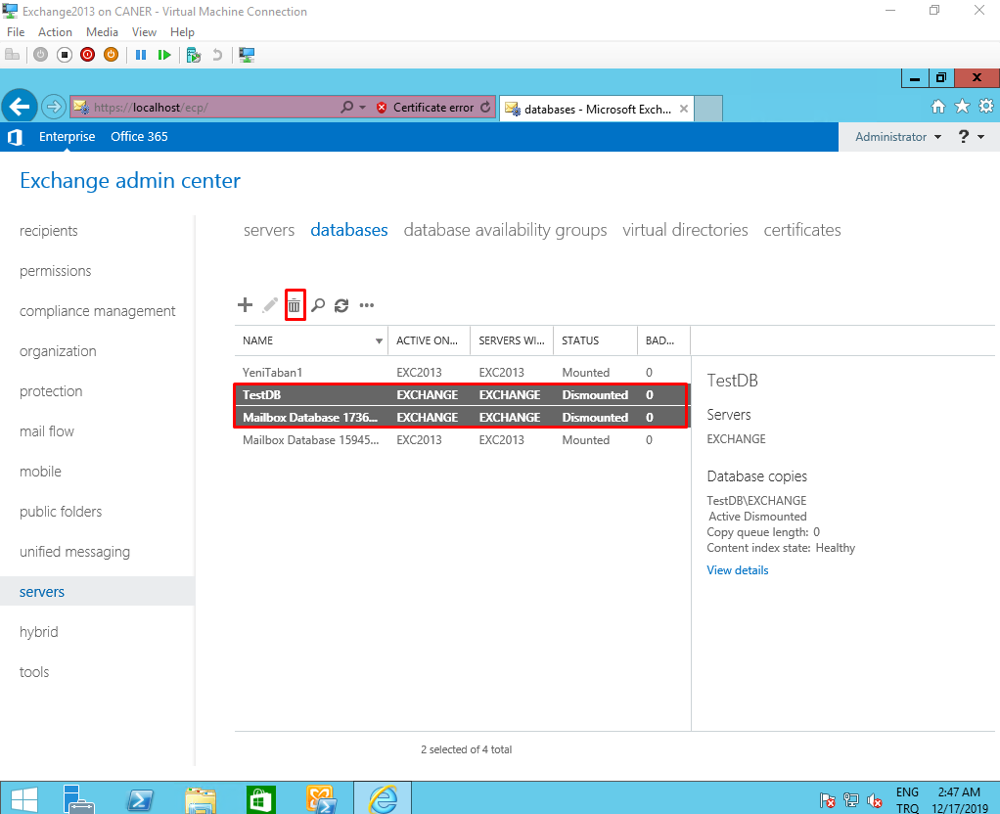 Exchange2013 on CANER - Virtual Machine Connection
File Action Media View Help
https://localhost/ecp/ Certificate error databases - Microsoft Exch...
Enterprise Office 365 Administrator ?
Exchange admin center
recipients
permissions
compliance management
organization
protection
mail flow
mobile
public folders
unified messaging
servers
hybrid
tools
servers databases database availability groups virtual directories certificates
NAME ACTIVE ON... SERVERS WI... STATUS BAD...
YeniTaban1 EXC2013 EXC2013 Mounted 0
TestDB EXCHANGE EXCHANGE Dismounted 0
Mailbox Database 1736... EXCHANGE EXCHANGE Dismounted 0
Mailbox Database 15945... EXC2013 EXC2013 Mounted 0
2 selected of 4 total
TestDB
Servers
EXCHANGE
Database copies
TestDB\EXCHANGE
Active Dismounted
Copy queue length: 0
Content index state: Healthy
View details
ENG 2:47 AM
TRQ 12/17/2019